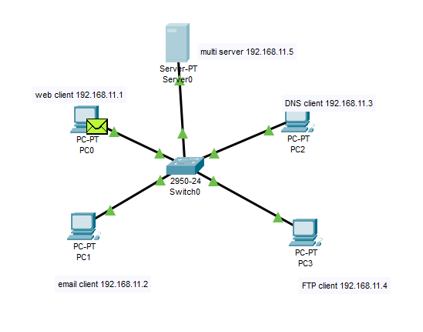 multi server 192.168.11.5
Server-PT
Server0
web client 192.168.11.1
DNS client 192.168.11.3
PC-PT
PC0
PC-PT
PC2
2950-24
Switch0
PC-PT
PC1
PC-PT
PC3
email client 192.168.11.2
FTP client 192.168.11.4